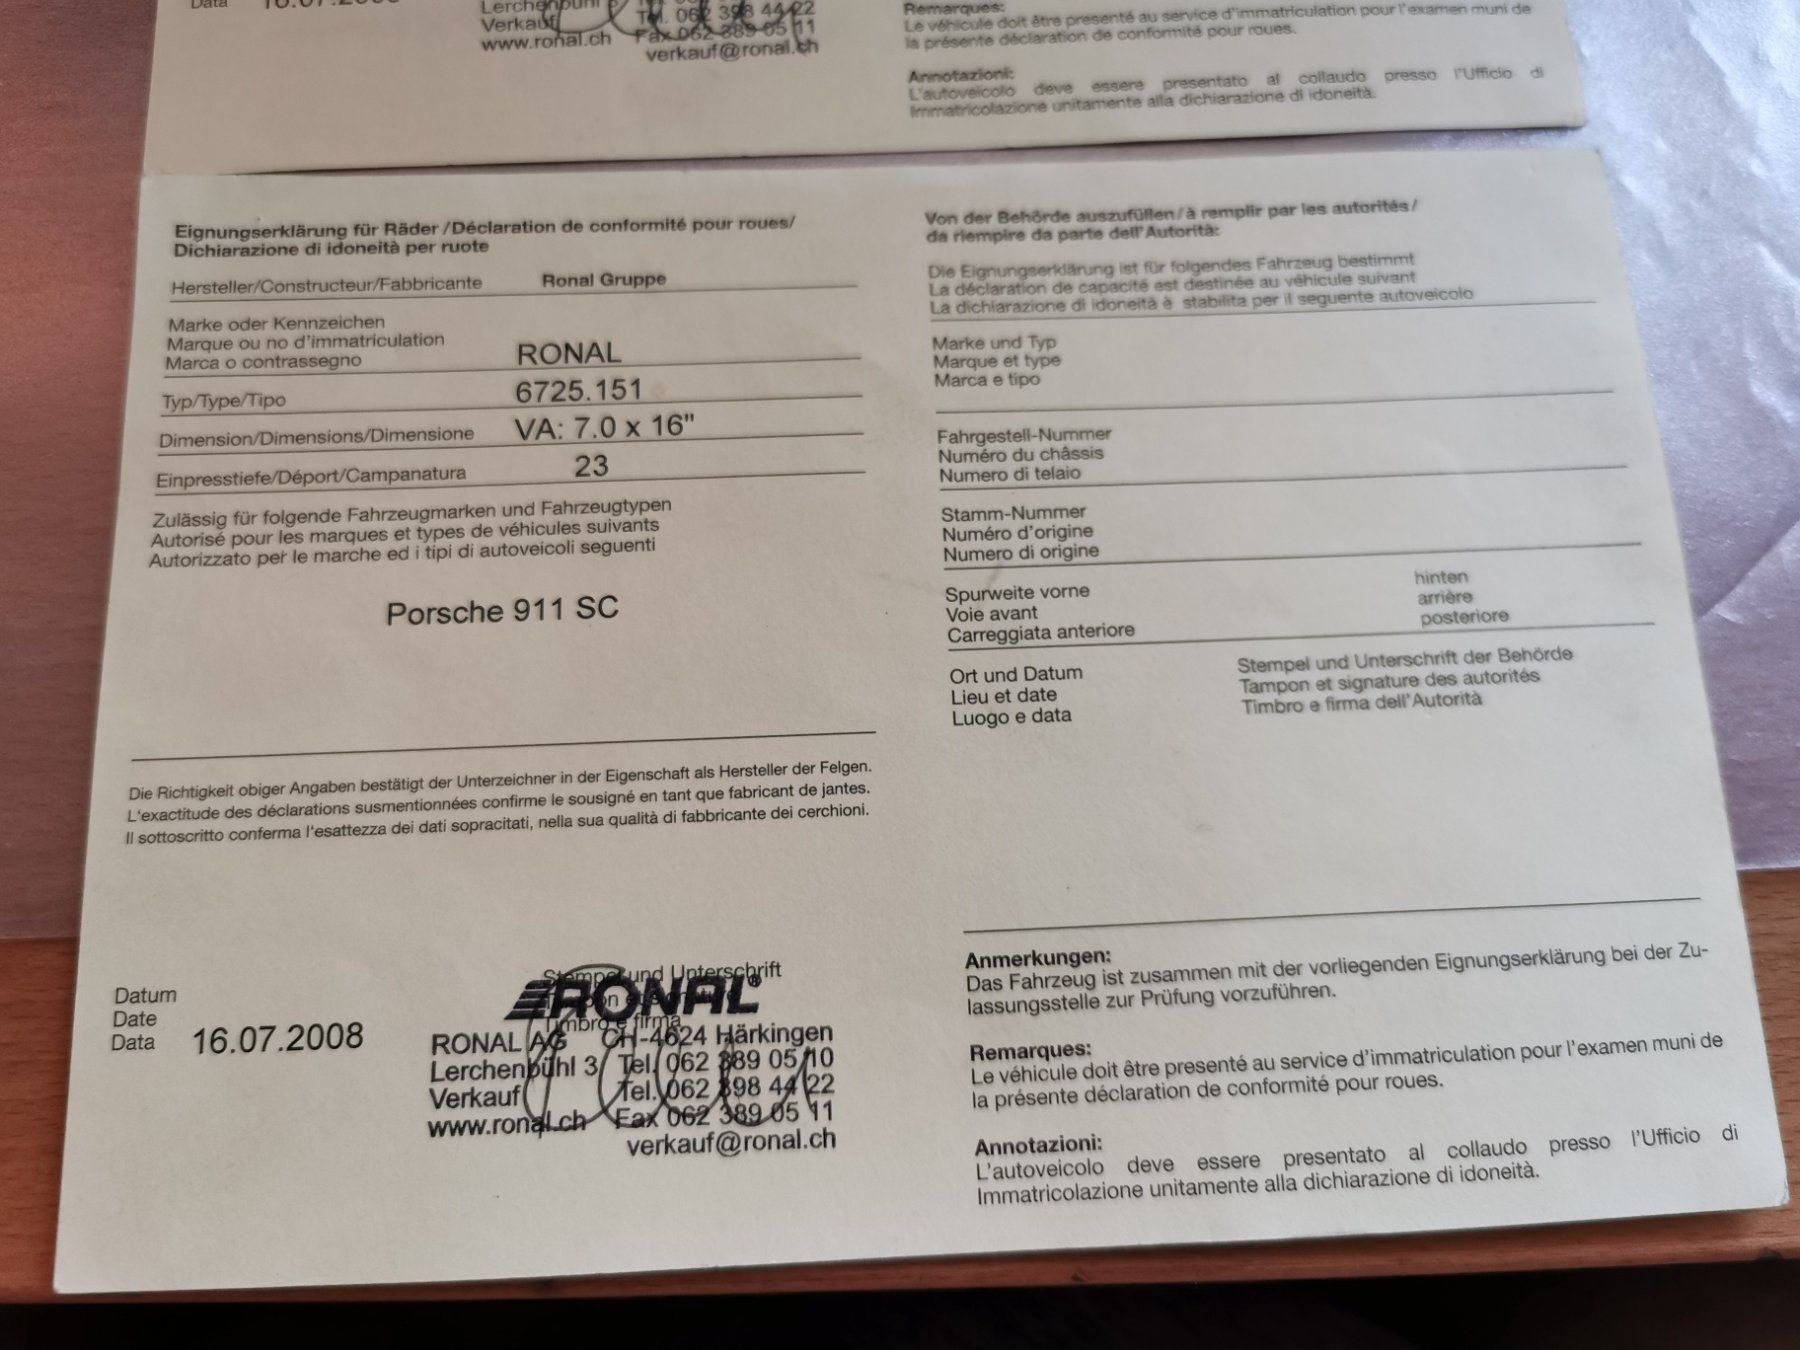 Data
Lerchenbühl
Verkauf Tel. 062 398 44 22
www.ronal.ch Fax 062 389 05 11
verkauf@ronal.ch
Remarques:
Le véhicule doit être presenté au service d'immatriculation pour l'examen muni de
la présente déclaration de conformité pour roues.
Annotazioni:
L'autoveicolo deve essere presentato al collaudo presso l'Ufficio di
Immatricolazione unitamente alla dichiarazione di idoneità.
Eignungserklärung für Räder/Déclaration de conformité pour roues/
Dichiarazione di idoneità per ruote
Hersteller/Constructeur/Fabbricante Ronal Gruppe
Marke oder Kennzeichen
Marque ou no d'immatriculation
Marca o contrassegno RONAL
Typ/Type/Tipo 6725.151
Dimension/Dimensions/Dimensione VA: 7.0 x 16"
Einpresstiefe/Déport/Campanatura 23
Zulässig für folgende Fahrzeugmarken und Fahrzeugtypen
Autorisé pour les marques et types de véhicules suivants
Autorizzato per le marche ed i tipi di autoveicoli seguenti
Porsche 911 SC
Die Richtigkeit obiger Angaben bestätigt der Unterzeichner in der Eigenschaft als Hersteller der Felgen.
L'exactitude des déclarations susmentionnées confirme le sousigné en tant que fabricant de jantes.
Il sottoscritto conferma l'esattezza dei dati sopracitati, nella sua qualità di fabbricante dei cerchioni.
Datum
Date
Data 16.07.2008
Stempel und Unterschrift
Timbro e firma
RONAL®
RONAL AG CH-4624 Härkingen
Lerchenbühl 3 Tel. 062 389 05 10
Verkauf Tel. 062 398 44 22
www.ronal.ch Fax 062 389 05 11
verkauf@ronal.ch
Von der Behörde auszufüllen/à remplir par les autorités/
da riempire da parte dell'Autorità:
Die Eignungserklärung ist für folgendes Fahrzeug bestimmt
La déclaration de capacité est destinée au véhicule suivant
La dichiarazione di idoneità è stabilita per il seguente autoveicolo
Marke und Typ
Marque et type
Marca e tipo
Fahrgestell-Nummer
Numéro du châssis
Numero di telaio
Stamm-Nummer
Numéro d'origine
Numero di origine
Spurweite vorne hinten
Voie avant arrière
Carreggiata anteriore posteriore
Ort und Datum Stempel und Unterschrift der Behörde
Lieu et date Tampon et signature des autorités
Luogo e data Timbro e firma dell'Autorità
Anmerkungen:
Das Fahrzeug ist zusammen mit der vorliegenden Eignungserklärung bei der Zu-
lassungsstelle zur Prüfung vorzuführen.
Remarques:
Le véhicule doit être presenté au service d'immatriculation pour l'examen muni de
la présente déclaration de conformité pour roues.
Annotazioni:
L'autoveicolo deve essere presentato al collaudo presso l'Ufficio di
Immatricolazione unitamente alla dichiarazione di idoneità.